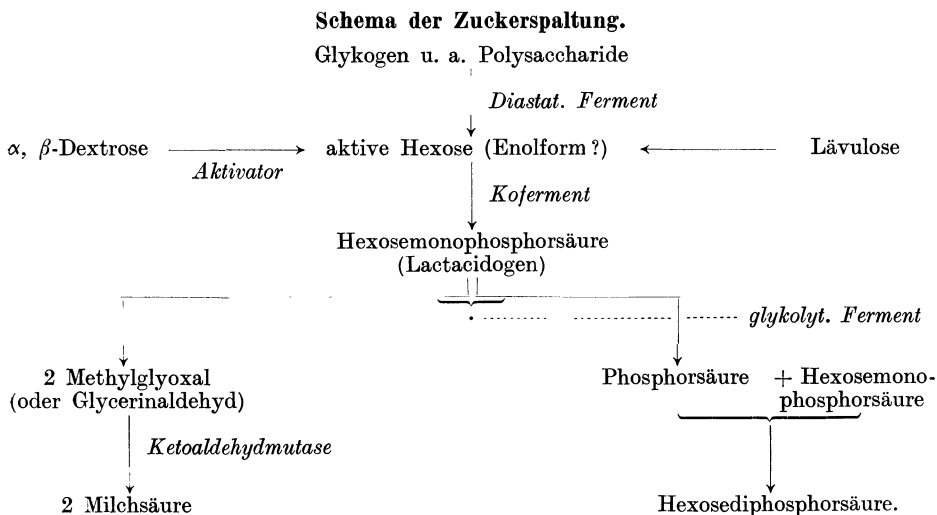 Schema der Zuckerspaltung.
Glykogen u. a. Polysaccharide
Diastat. Ferment
α, β-Dextrose
aktive Hexose (Enolform?)
Lävulose
Aktivator
Koferment
Hexosemonophosphorsäure
(Lactacidogen)
glykolyt. Ferment
2 Methylglyoxal
(oder Glycerinaldehyd)
Phosphorsäure
+ Hexosemono-
phosphorsäure
Ketoaldehydmutase
2 Milchsäure
Hexosediphosphorsäure.